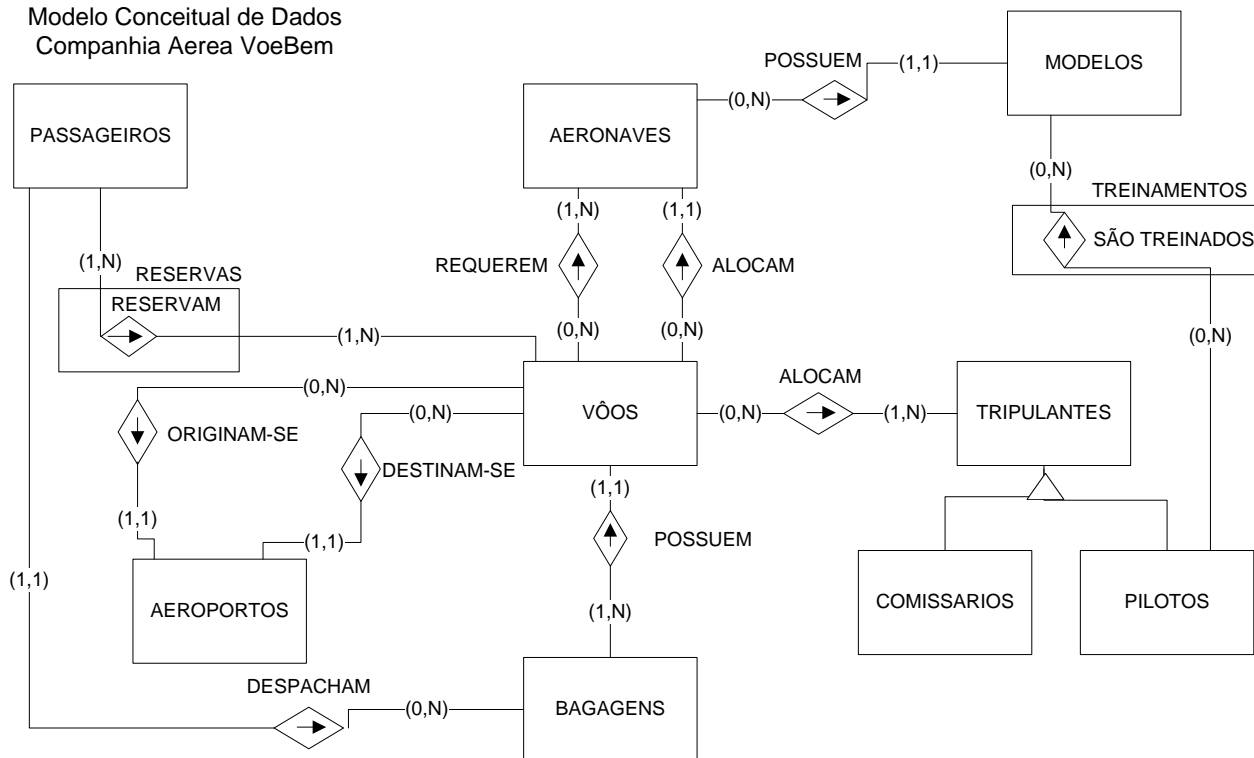 Modelo Conceitual de Dados
Companhia Aerea VoeBem
POSSUEM
(1,1)
MODELOS
(0,N)
PASSAGEIROS
AERONAVES
(0,N)
TREINAMENTOS
(1,N)
(1,1)
SÃO TREINADOS
(1,N)
REQUEREM
ALOCAM
RESERVAS
RESERVAM
(1,N)
(0,N)
(0,N)
(0,N)
ALOCAM
(0,N)
(0,N)
VÔOS
(0,N)
(1,N)
TRIPULANTES
ORIGINAM-SE
DESTINAM-SE
(1,1)
(1,1)
(1,1)
POSSUEM
(1,1)
AEROPORTOS
(1,N)
COMISSARIOS
PILOTOS
DESPACHAM
(0,N)
BAGAGENS